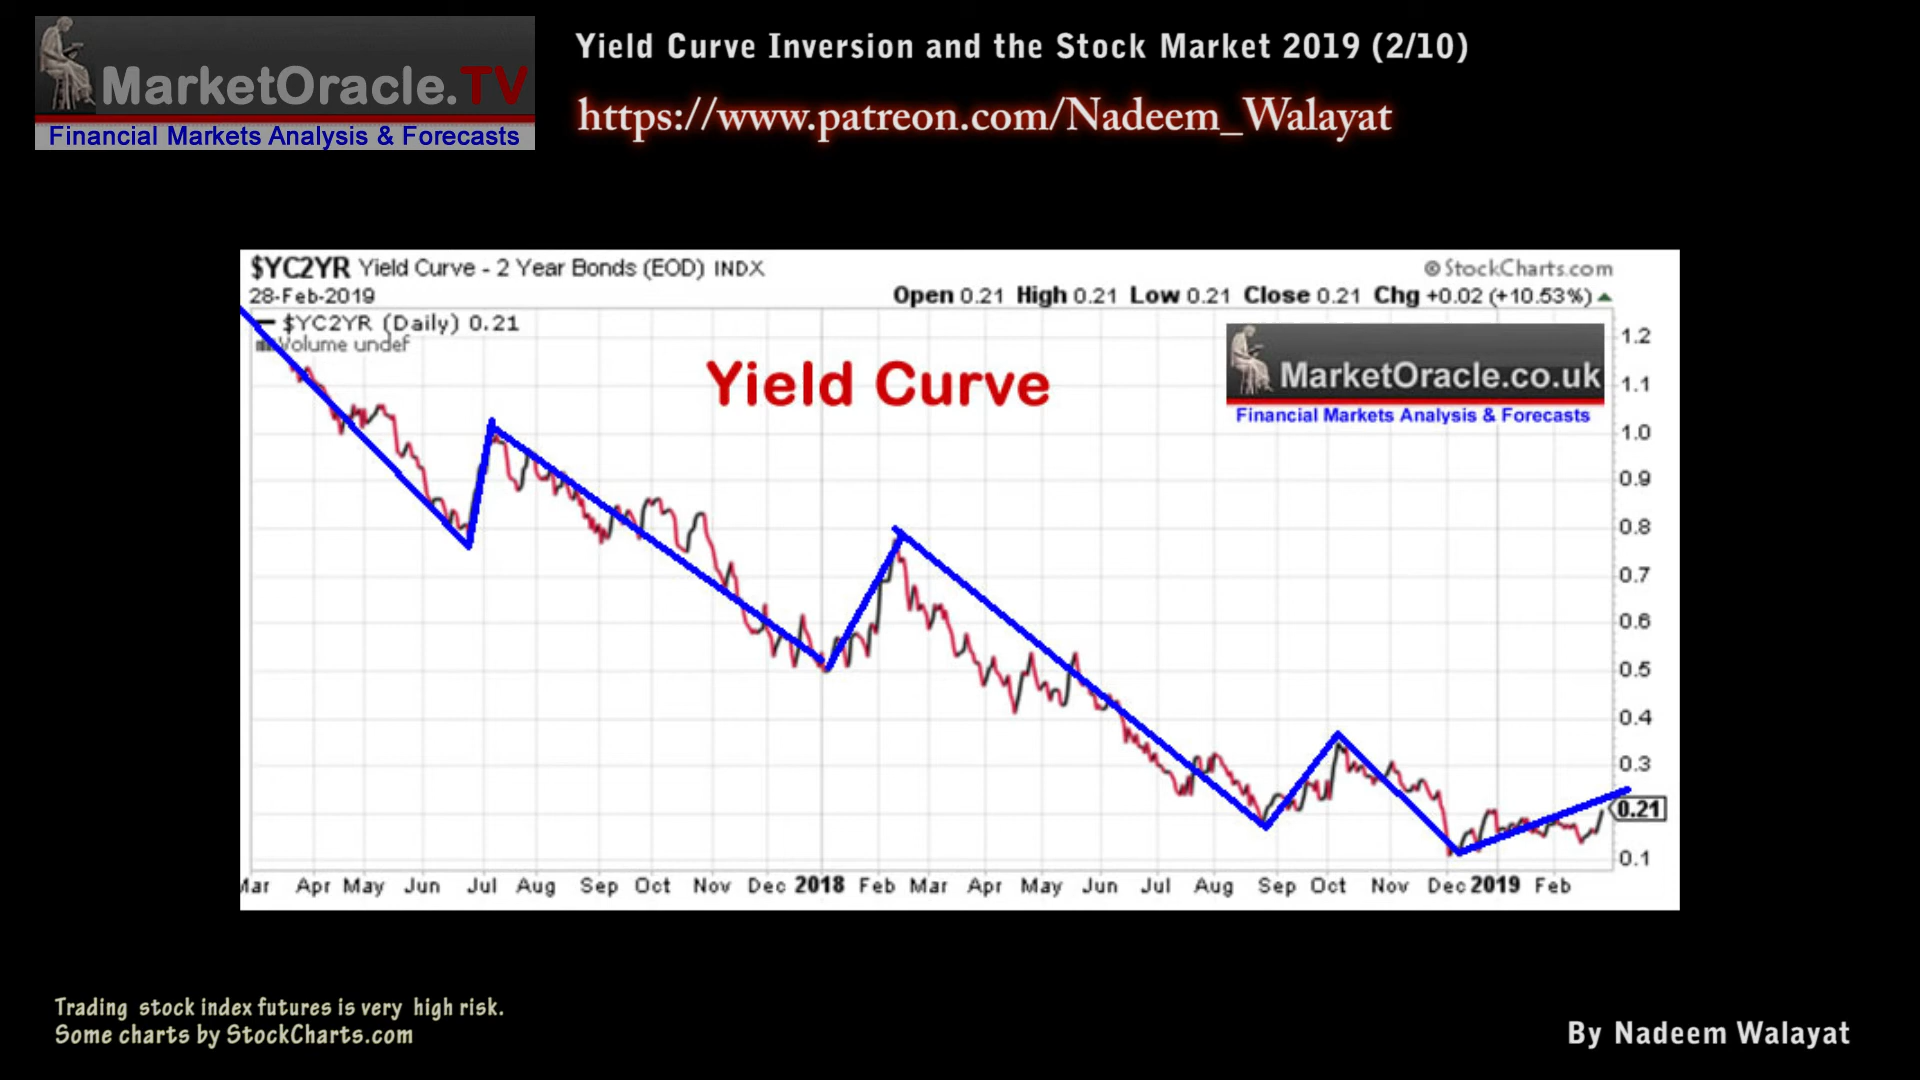 MarketOracle.TV
Financial Markets Analysis & Forecasts
Yield Curve Inversion and the Stock Market 2019 (2/10)
https://www.patreon.com/Nadeem_Walayat
$YC2YR Yield Curve - 2 Year Bonds (EOD) INDX
© StockCharts.com
28-Feb-2019
Open 0.21 High 0.21 Low 0.21 Close 0.21 Chg +0.02 (+10.53%)
$YC2YR (Daily) 0.21
Volume undef
Yield Curve
MarketOracle.co.uk
Financial Markets Analysis & Forecasts
1.2
1.1
1.0
0.9
0.8
0.7
0.6
0.5
0.4
0.3
0.21
0.1
Mar Apr May Jun Jul Aug Sep Oct Nov Dec 2018 Feb Mar Apr May Jun Jul Aug Sep Oct Nov Dec 2019 Feb
Trading stock index futures is very high risk.
Some charts by StockCharts.com
By Nadeem Walayat